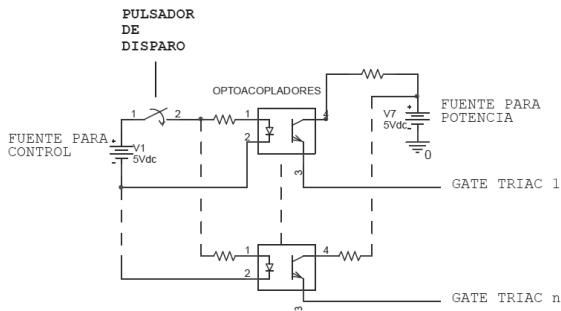 PULSADOR
DE
DISPARO
OPTOACOPLADORES
1
2
1
2
4
3
FUENTE PARA
CONTROL
+
V1
5Vdc
-
V7
5Vdc
+
-
0
FUENTE PARA
POTENCIA
GATE TRIAC 1
1
2
4
3
GATE TRIAC n